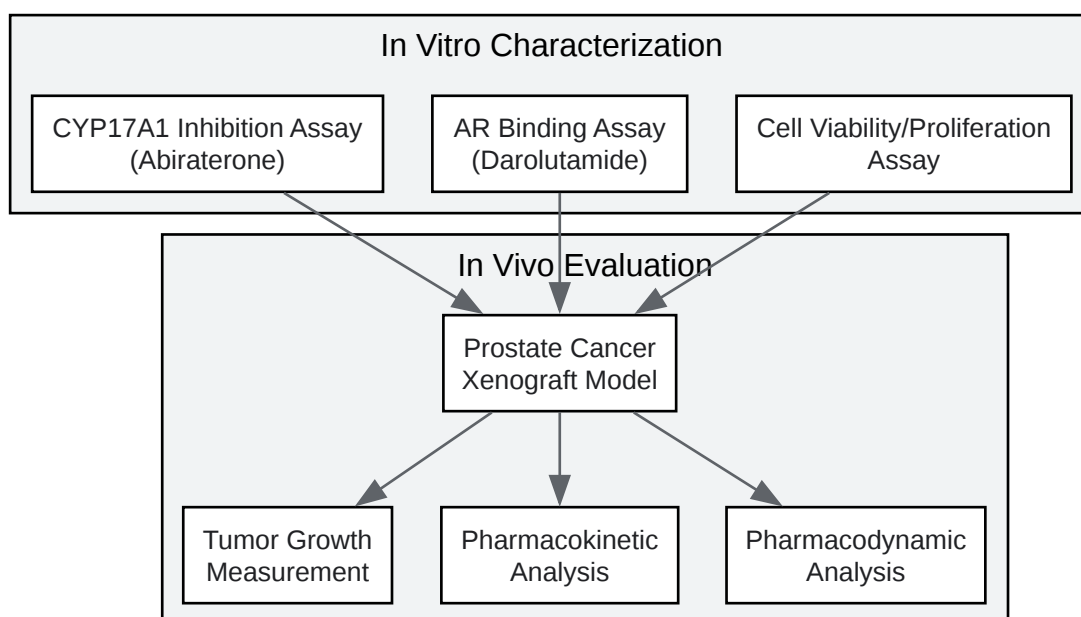 In Vitro Characterization
CYP17A1 Inhibition Assay
(Abiraterone)
AR Binding Assay
(Darolutamide)
Cell Viability/Proliferation
Assay
In Vivo Evaluation
Prostate Cancer
Xenograft Model
Tumor Growth
Measurement
Pharmacokinetic
Analysis
Pharmacodynamic
Analysis